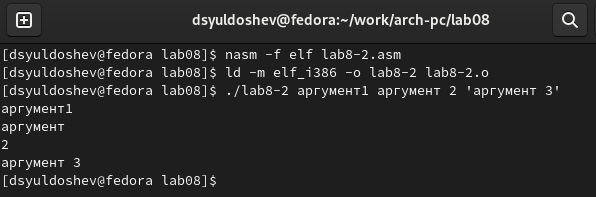 dsyuldoshev@fedora:~/work/arch-pc/lab08
[dsyuldoshev@fedora lab08]$ nasm -f elf lab8-2.asm
[dsyuldoshev@fedora lab08]$ ld -m elf_i386 -o lab8-2 lab8-2.o
[dsyuldoshev@fedora lab08]$ ./lab8-2 аргумент1 аргумент 2 'аргумент 3'
аргумент1
аргумент
2
аргумент 3
[dsyuldoshev@fedora lab08]$